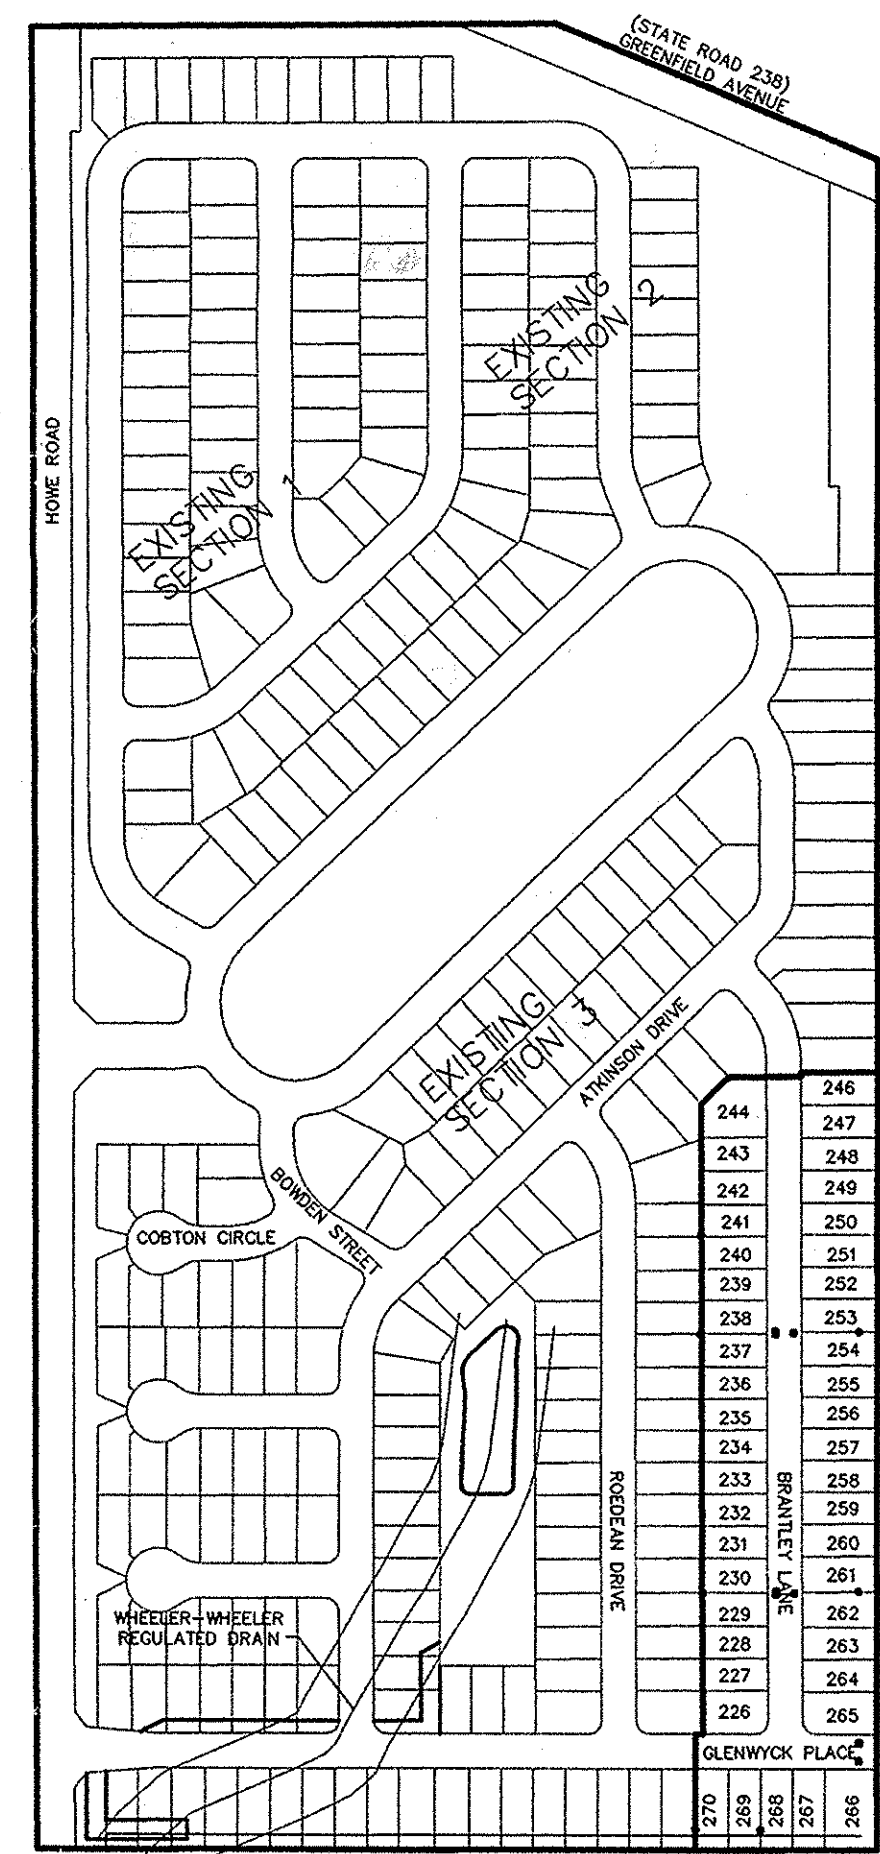 (STATE ROAD 238)
GREENFIELD AVENUE
HOWE ROAD
EXISTING
SECTION 2
EXISTING
SECTION 1
EXISTING
SECTION 3
ATKINSON DRIVE
BOWDEN STREET
COBTON CIRCLE
244
243
242
241
240
239
238
237
236
235
234
233
232
231
230
229
228
227
226
246
247
248
249
250
251
252
253
254
255
256
257
258
259
260
261
262
263
264
265
ROEDEAN DRIVE
BRANTLEY LANE
WHEELER-WHEELER
REGULATED DRAIN
GLENWYCK PLACE
270
269
268
267
266